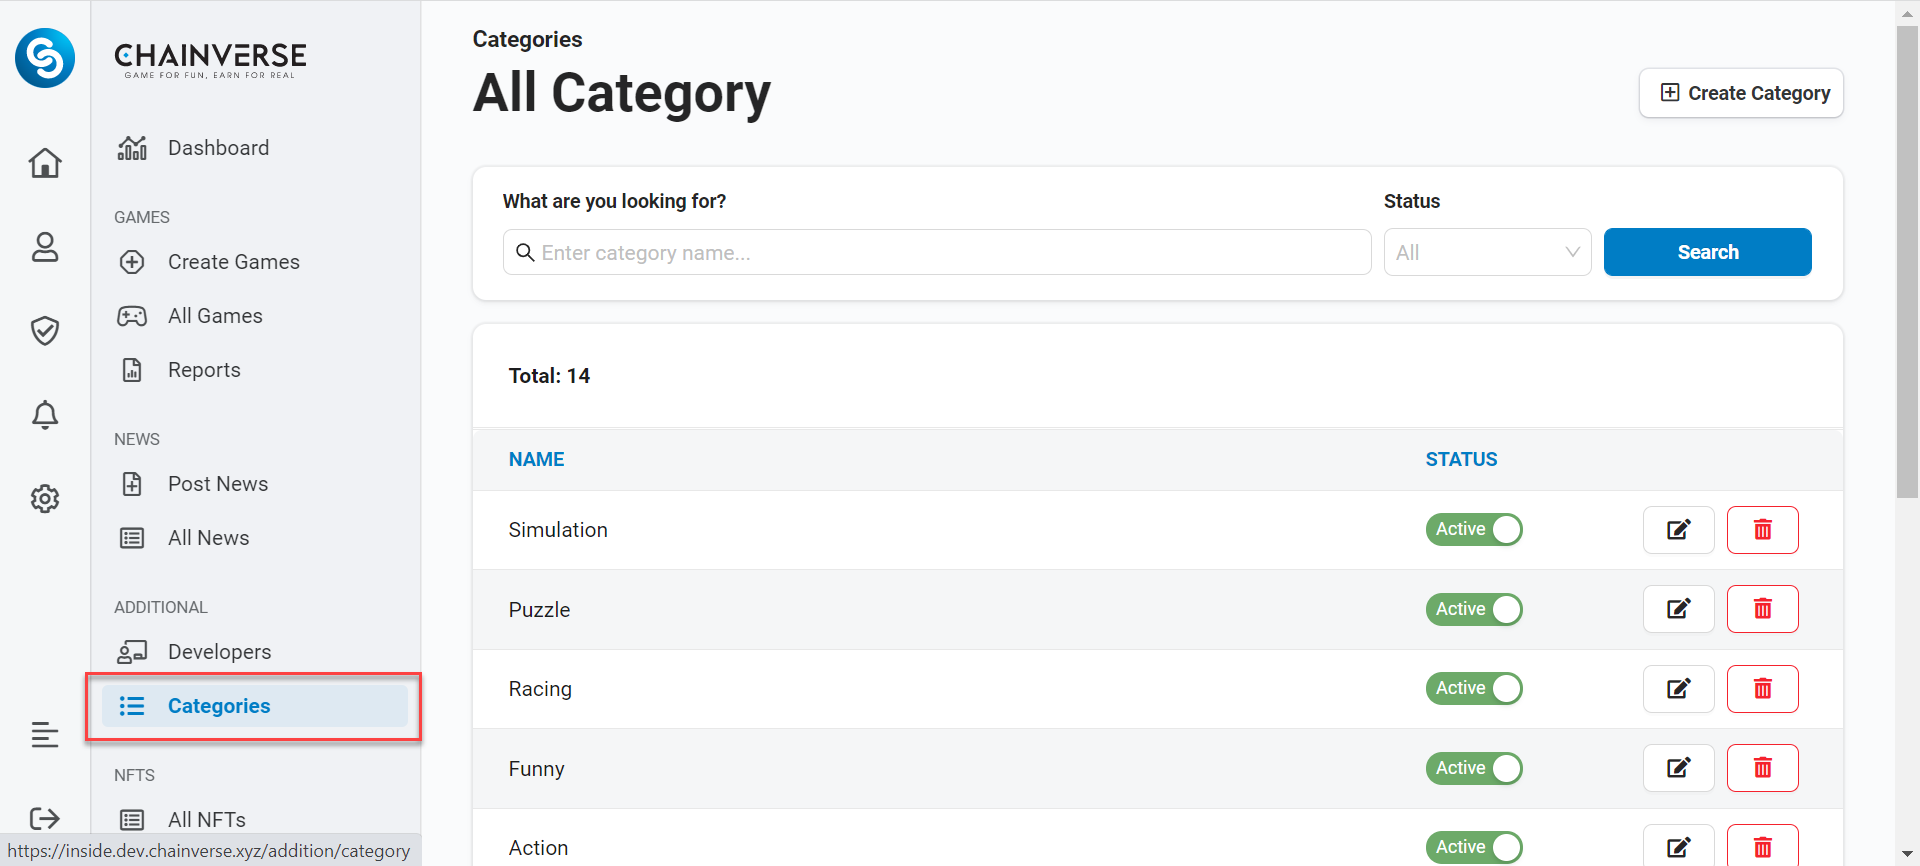 CHAINVERSE
GAME FOR FUN, EARN FOR REAL
Dashboard
GAMES
Create Games
All Games
Reports
NEWS
Post News
All News
ADDITIONAL
Developers
Categories
NFTS
All NFTs
https://inside.dev.chainverse.xyz/addition/category
Categories
All Category
Create Category
What are you looking for?
Status
Enter category name...
All
Search
Total: 14
NAME
STATUS
Simulation
Active
Puzzle
Active
Racing
Active
Funny
Active
Action
Active